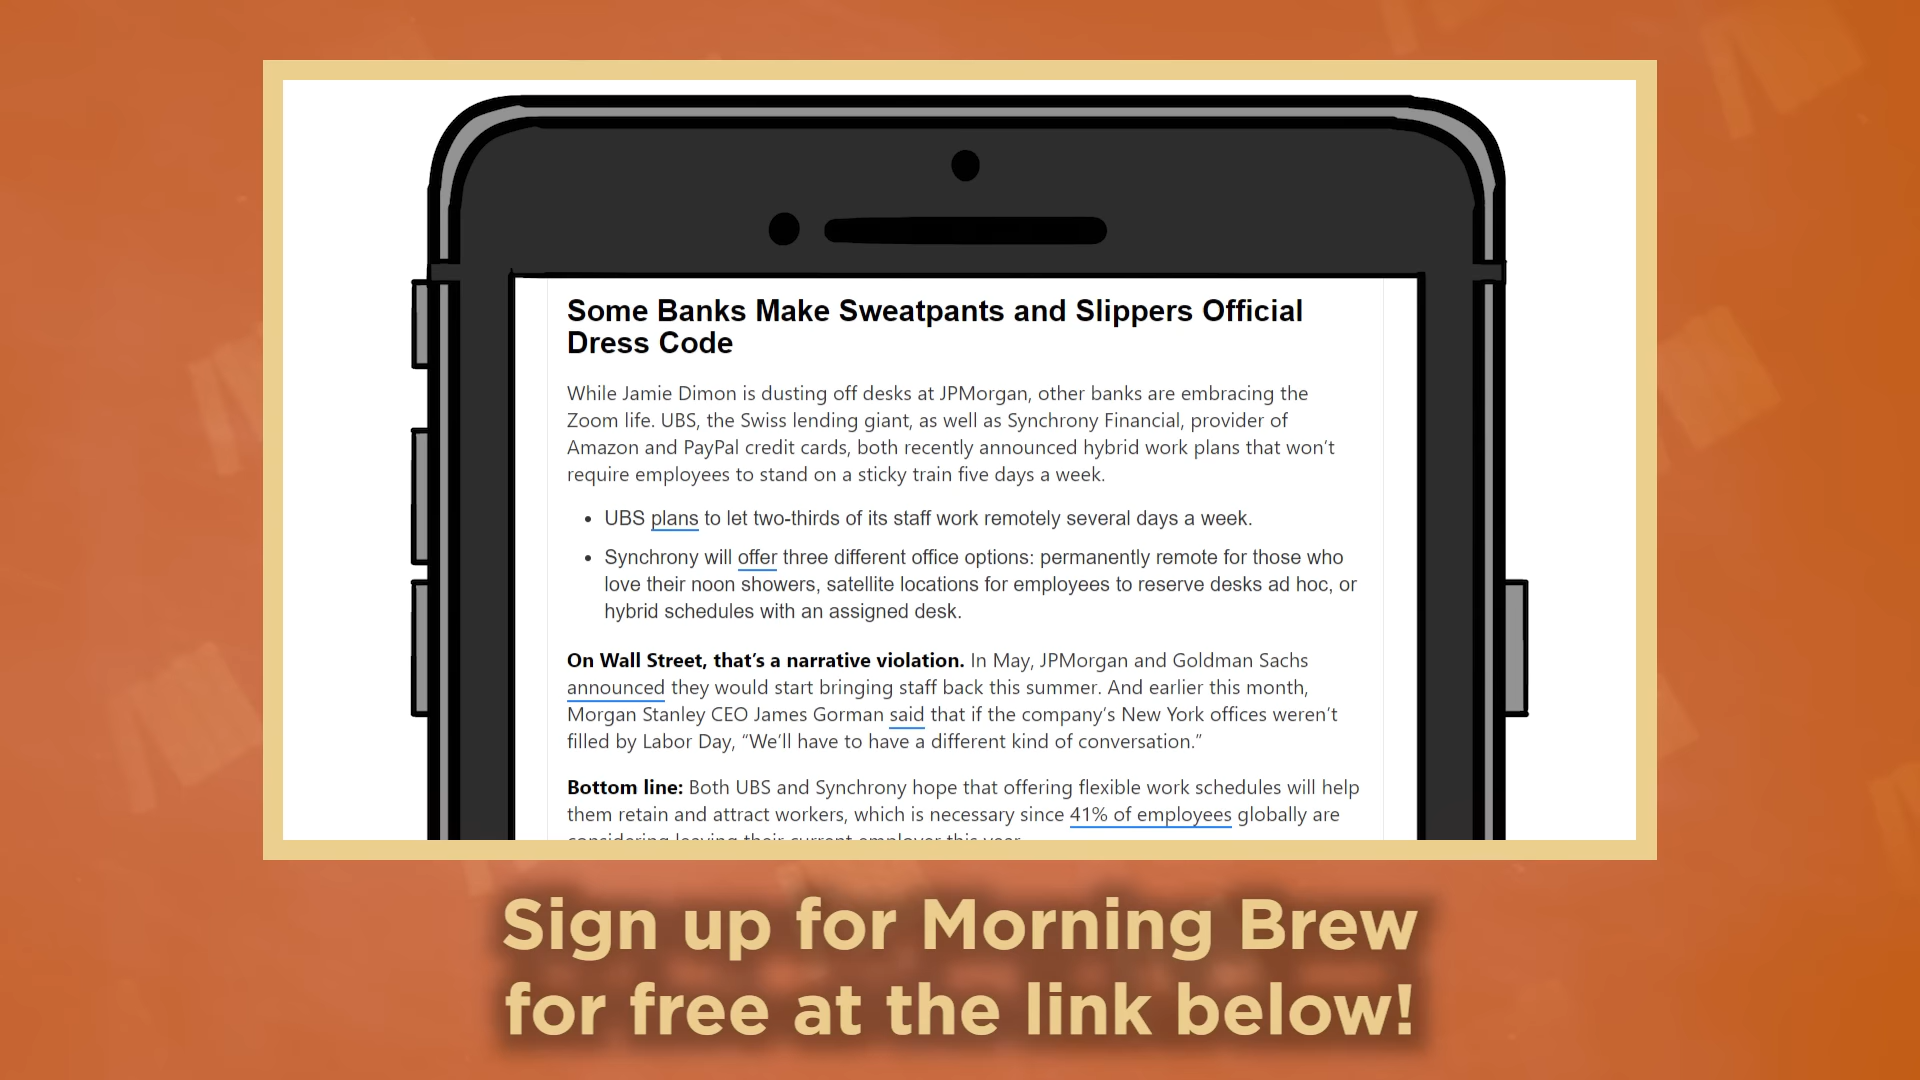 Some Banks Make Sweatpants and Slippers Official
Dress Code
While Jamie Dimon is dusting off desks at JPMorgan, other banks are embracing the
Zoom life. UBS, the Swiss lending giant, as well as Synchrony Financial, provider of
Amazon and PayPal credit cards, both recently announced hybrid work plans that won't
require employees to stand on a sticky train five days a week.
• UBS plans to let two-thirds of its staff work remotely several days a week.
• Synchrony will offer three different office options: permanently remote for those who
love their noon showers, satellite locations for employees to reserve desks ad hoc, or
hybrid schedules with an assigned desk.
On Wall Street, that's a narrative violation. In May, JPMorgan and Goldman Sachs
announced they would start bringing staff back this summer. And earlier this month,
Morgan Stanley CEO James Gorman said that if the company's New York offices weren't
filled by Labor Day, “We'll have to have a different kind of conversation.”
Bottom line: Both UBS and Synchrony hope that offering flexible work schedules will help
them retain and attract workers, which is necessary since 41% of employees globally are
considering leaving their current employer this year.
Sign up for Morning Brew
for free at the link below!